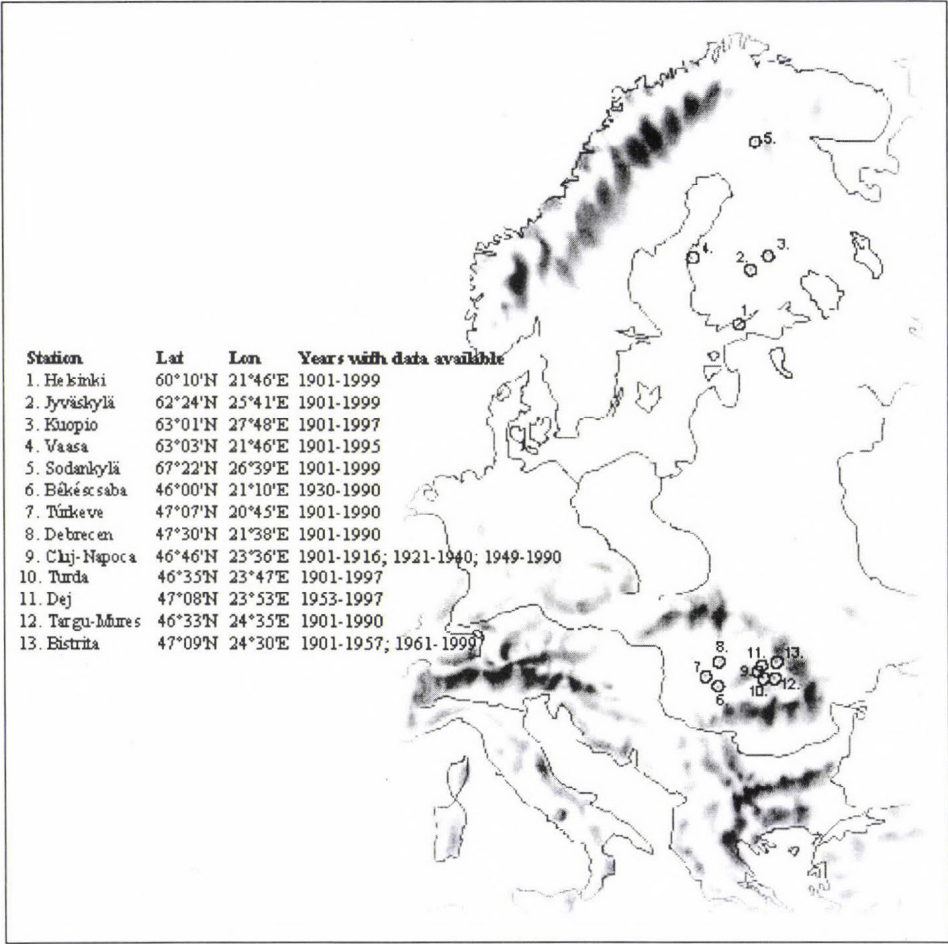 Station Lat Lon Years with data available
1. Helsinki 60°10'N 21°46'E 1901-1999
2. Jyväskylä 62°24'N 25°41'E 1901-1999
3. Kuopio 63°01'N 27°48'E 1901-1997
4. Vaasa 63°03'N 21°46'E 1901-1995
5. Sodankylä 67°22'N 26°39'E 1901-1999
6. Békéscsaba 46°00'N 21°10'E 1930-1990
7. Túrkeve 47°07'N 20°45'E 1901-1990
8. Debrecen 47°30'N 21°38'E 1901-1990
9. Cluj-Napoca 46°46'N 23°36'E 1901-1916; 1921-1940; 1949-1990
10. Turda 46°35'N 23°47'E 1901-1997
11. Dej 47°08'N 23°53'E 1953-1997
12. Targu-Mures 46°33'N 24°35'E 1901-1990
13. Bistrita 47°09'N 24°30'E 1901-1957; 1961-1999
5.
4.
3.
2.
1.
8.
11.
13.
7.
9.
12.
10.
6.